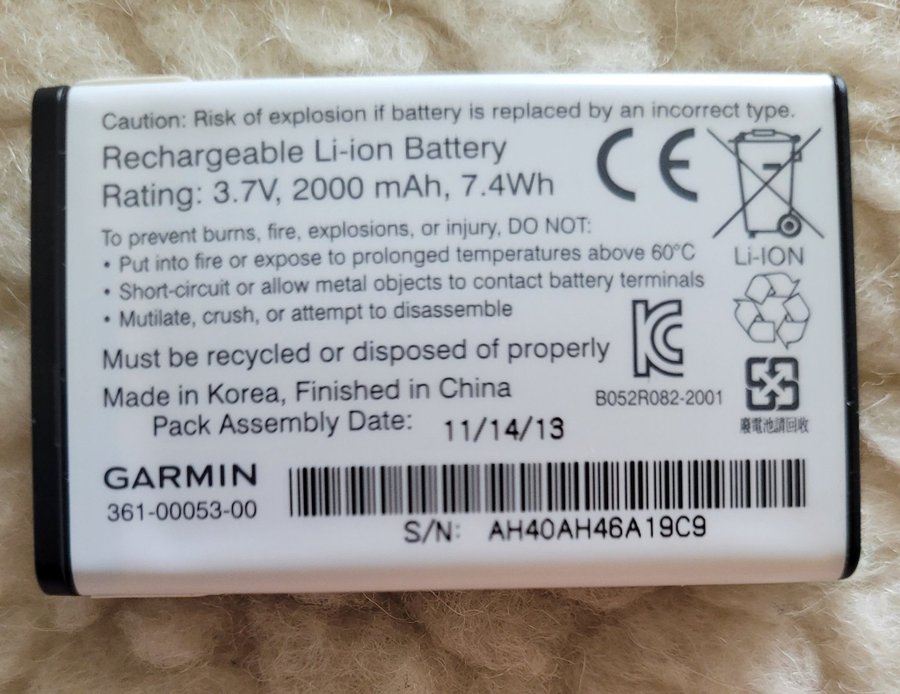 Caution: Risk of explosion if battery is replaced by an incorrect type.
Rechargeable Li-ion Battery
Rating: 3.7V, 2000 mAh, 7.4Wh
CE
To prevent burns, fire, explosions, or injury, DO NOT:
• Put into fire or expose to prolonged temperatures above 60°C
• Short-circuit or allow metal objects to contact battery terminals
• Mutilate, crush, or attempt to disassemble
Li-ION
Must be recycled or disposed of properly
KC
Made in Korea, Finished in China
B052R082-2001
Pack Assembly Date: 11/14/13
廢電池請回收
GARMIN
361-00053-00
S/N: AH40AH46A19C9